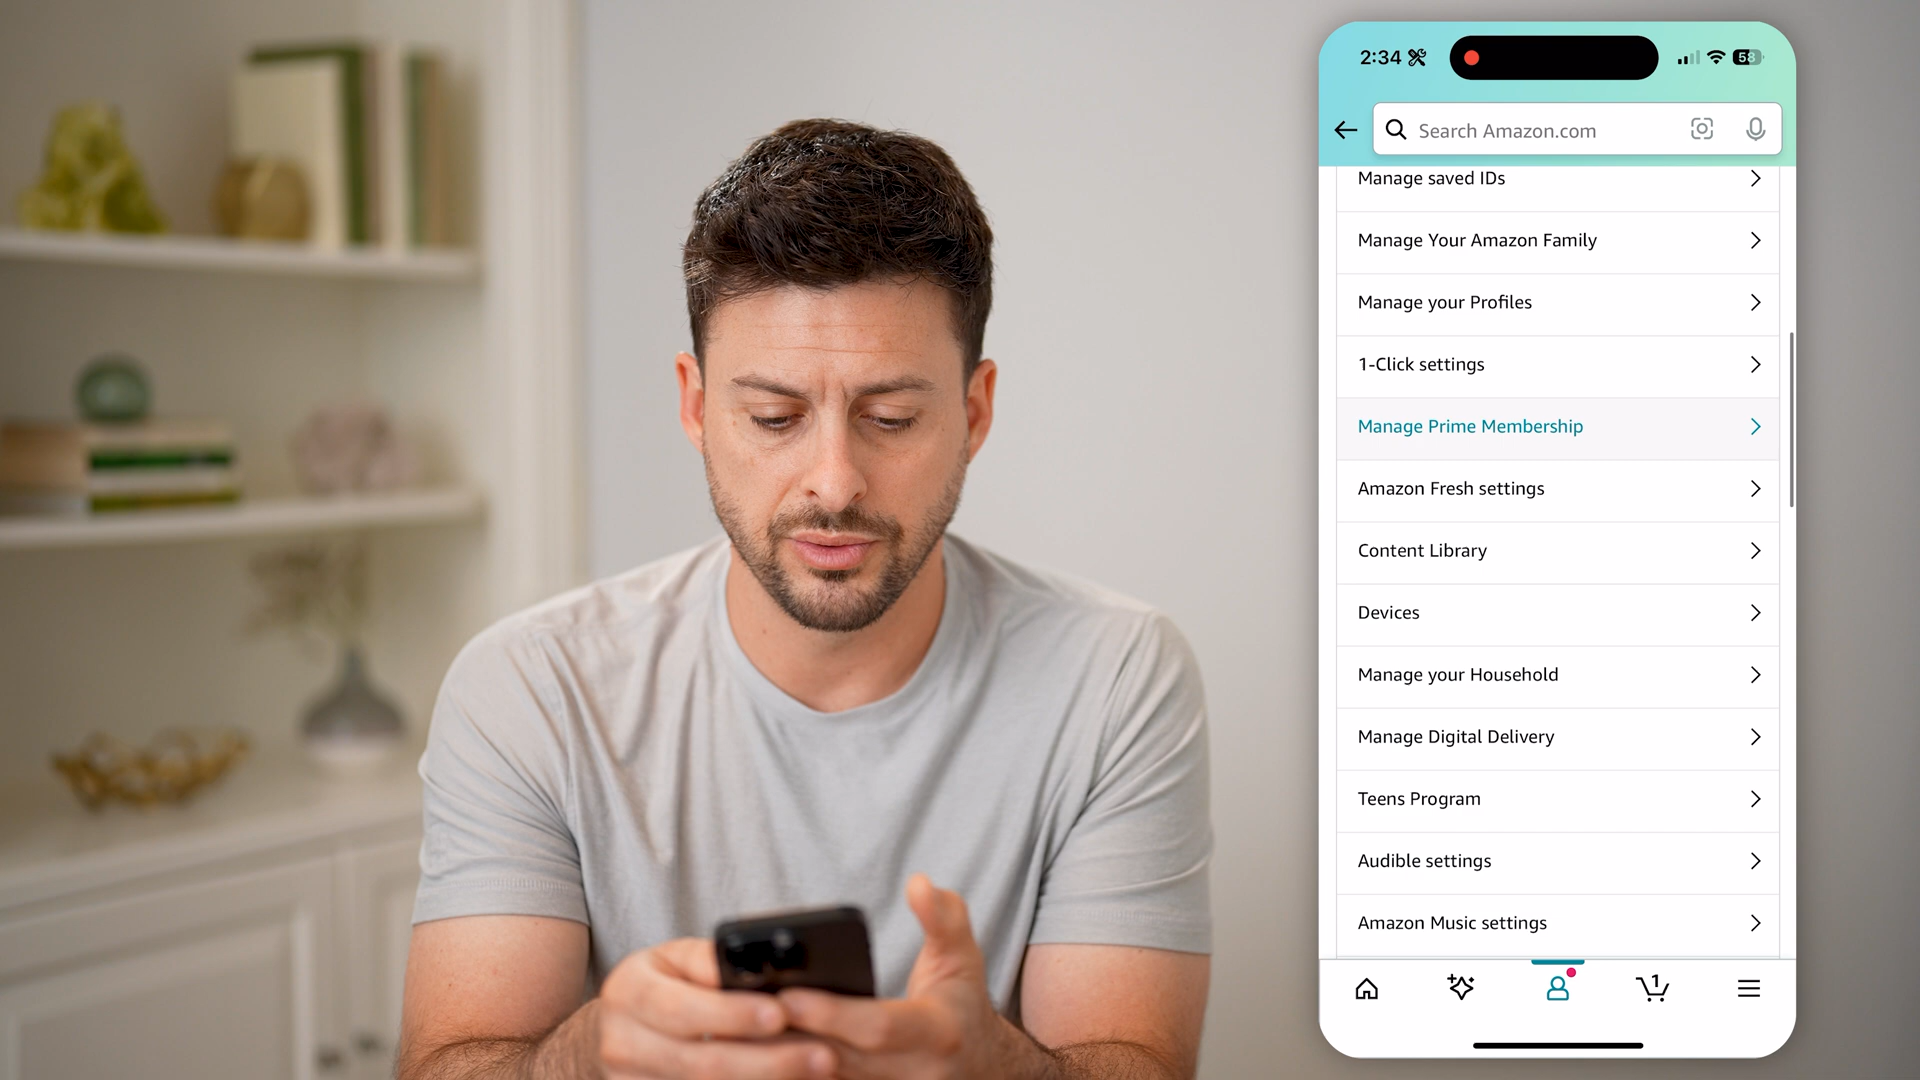 2:34
58
Search Amazon.com
Manage saved IDs
Manage Your Amazon Family
Manage your Profiles
1-Click settings
Manage Prime Membership
Amazon Fresh settings
Content Library
Devices
Manage your Household
Manage Digital Delivery
Teens Program
Audible settings
Amazon Music settings
1